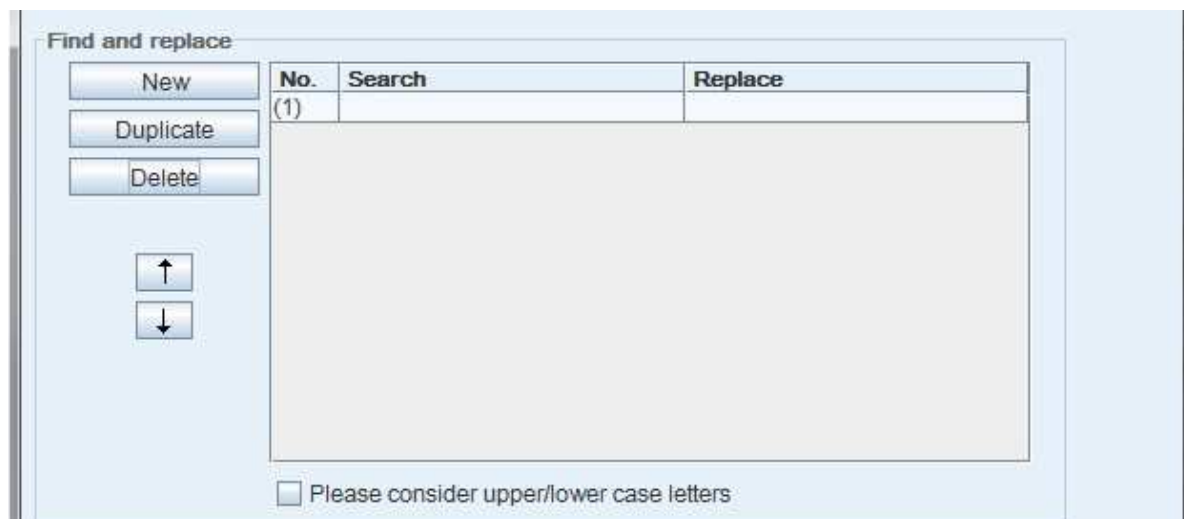 Find and replace
New
Duplicate
Delete
↑
↓
No. Search Replace
(1)
Please consider upper/lower case letters